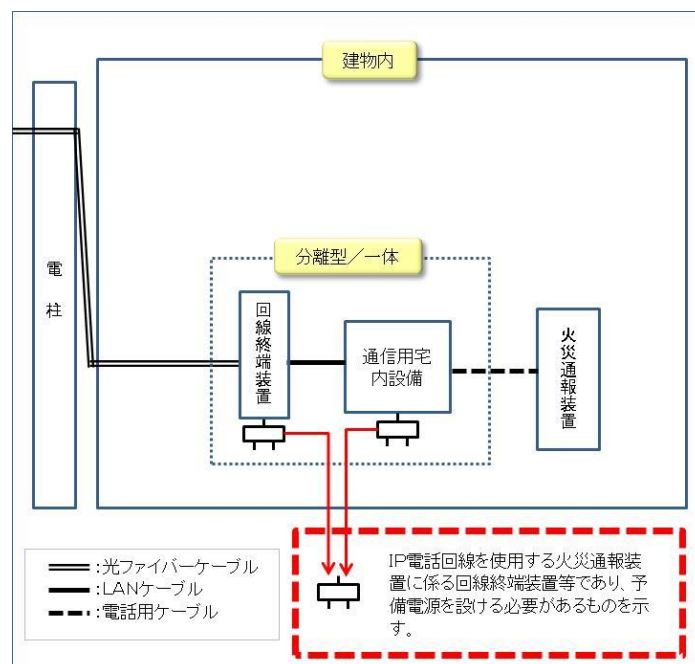 建物内
電柱
分離型／一体
回線終端装置
通信用宅
内設備
火災通報装置
:光ファイバーケーブル
:LANケーブル
:電話用ケーブル
IP電話回線を使用する火災通報装
置に係る回線終端装置等であり、予
備電源を設ける必要があるものを示
す。